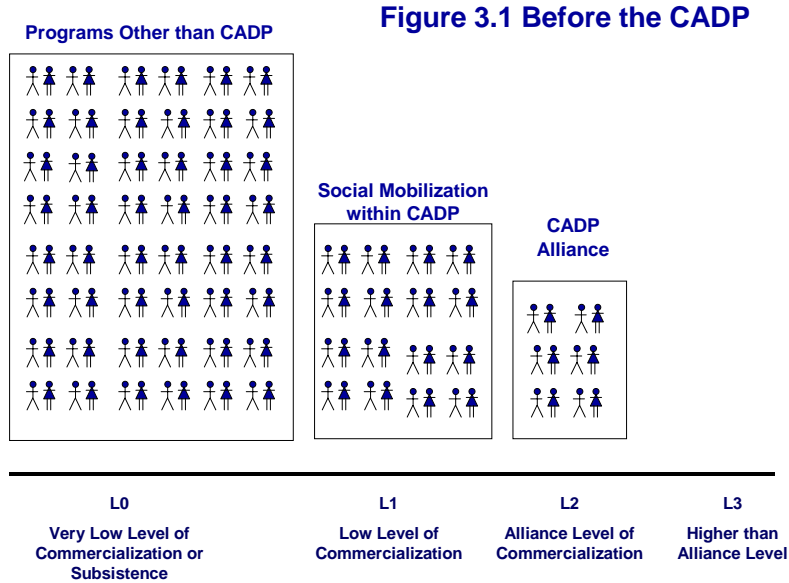 Figure 3.1 Before the CADP
Programs Other than CADP
Social Mobilization
within CADP
CADP
Alliance
L0
Very Low Level of
Commercialization or
Subsistence
L1
Low Level of
Commercialization
L2
Alliance Level of
Commercialization
L3
Higher than
Alliance Level